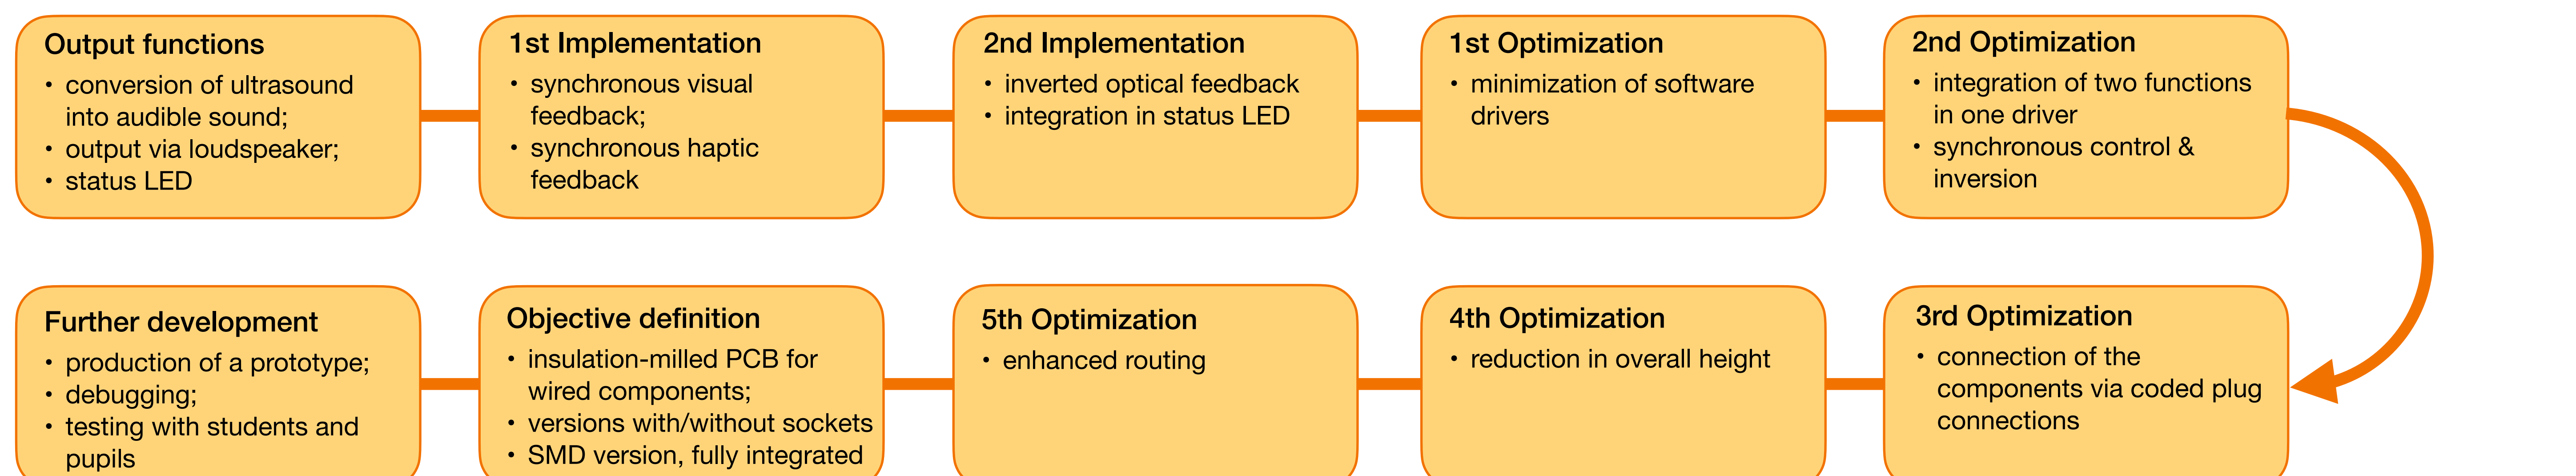 Output functions
• conversion of ultrasound
into audible sound;
• output via loudspeaker;
• status LED
1st Implementation
• synchronous visual
feedback;
• synchronous haptic
feedback
2nd Implementation
• inverted optical feedback
• integration in status LED
1st Optimization
• minimization of software
drivers
2nd Optimization
• integration of two functions
in one driver
• synchronous control &
inversion
3rd Optimization
• connection of the
components via coded plug
connections
4th Optimization
• reduction in overall height
5th Optimization
• enhanced routing
Objective definition
• insulation-milled PCB for
wired components;
• versions with/without sockets
• SMD version, fully integrated
Further development
• production of a prototype;
• debugging;
• testing with students and
pupils